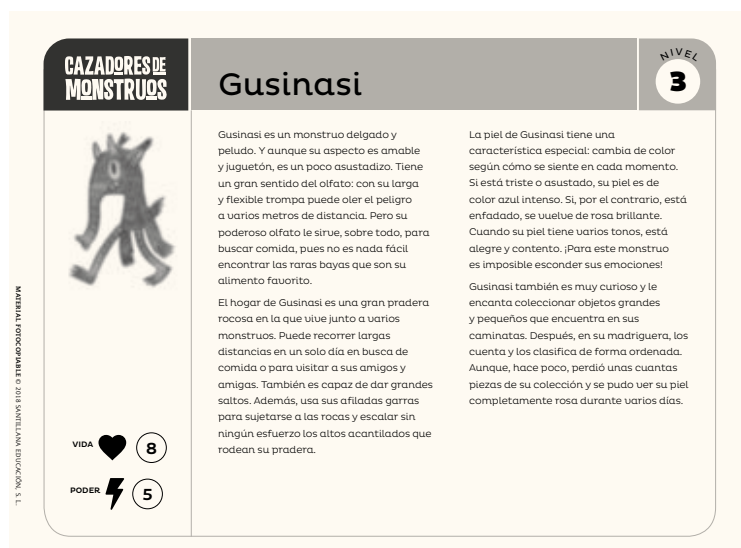 CAZADORES DE
MONSTRUOS
Gusinasi
NIVEL
3
Gusinasi es un monstruo delgado y
peludo. Y aunque su aspecto es amable
y juguetón, es un poco asustadizo. Tiene
un gran sentido del olfato: con su larga
y flexible trompa puede oler el peligro
a varios metros de distancia. Pero su
poderoso olfato le sirve, sobre todo, para
buscar comida, pues no es nada fácil
encontrar las raras bayas que son su
alimento favorito.
El hogar de Gusinasi es una gran pradera
rocosa en la que vive junto a varios
monstruos. Puede recorrer largas
distancias en un solo día en busca de
comida o para visitar a sus amigos y
amigas. También es capaz de dar grandes
saltos. Además, usa sus afiladas garras
para sujetarse a las rocas y escalar sin
ningún esfuerzo los altos acantilados que
rodean su pradera.
La piel de Gusinasi tiene una
característica especial: cambia de color
según cómo se siente en cada momento.
Si está triste o asustado, su piel es de
color azul intenso. Si, por el contrario, está
enfadado, se vuelve de rosa brillante.
Cuando su piel tiene varios tonos, está
alegre y contento. ¡Para este monstruo
es imposible esconder sus emociones!
Gusinasi también es muy curioso y le
encanta coleccionar objetos grandes
y pequeños que encuentra en sus
caminatas. Después, en su madriguera, los
cuenta y los clasifica de forma ordenada.
Aunque, hace poco, perdió unas cuantas
piezas de su colección y se pudo ver su piel
completamente rosa durante varios días.
VIDA 8
PODER 5
MATERIAL FOTOCOPIABLE © 2018 SANTILLANA EDUCACIÓN, S. L.